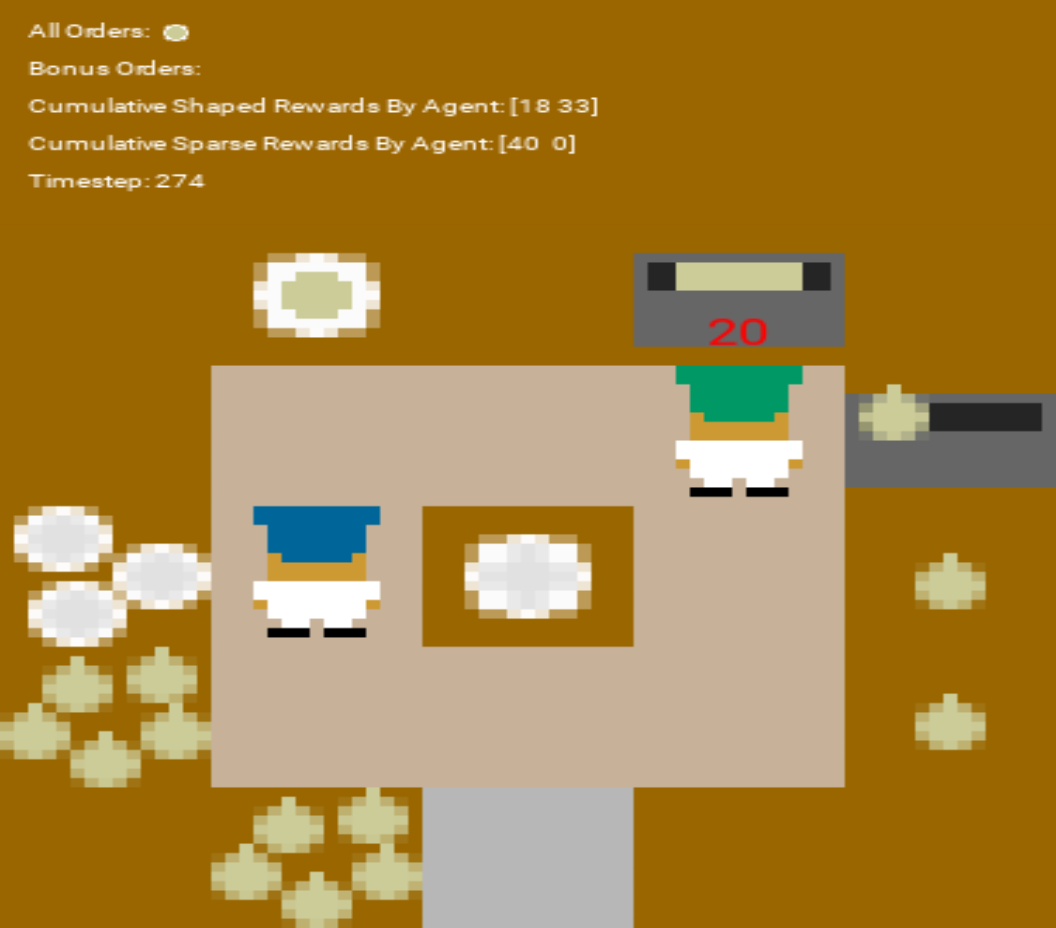 All Orders:
Bonus Orders:
Cumulative Shaped Rewards By Agent: [18 33]
Cumulative Sparse Rewards By Agent: [40  0]
Timestep: 274
20